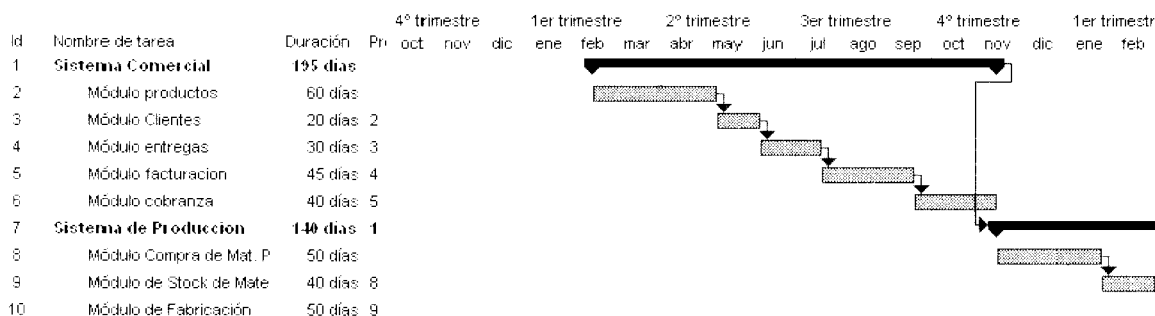 4º trimestre 1er trimestre 2º trimestre 3er trimestre 4º trimestre 1er trimestr
Id Nombre de tarea Duración Pr oct nov dic ene feb mar abr may jun jul ago sep oct nov dic ene feb
1 Sistema Comercial 195 días
2 Módulo productos 60 días
3 Módulo Clientes 20 días 2
4 Módulo entregas 30 días 3
5 Módulo facturacion 45 días 4
6 Módulo cobranza 40 días 5
7 Sistema de Produccion 140 días 1
8 Módulo Compra de Mat. P 50 días
9 Módulo de Stock de Mate 40 días 8
10 Módulo de Fabricación 50 días 9